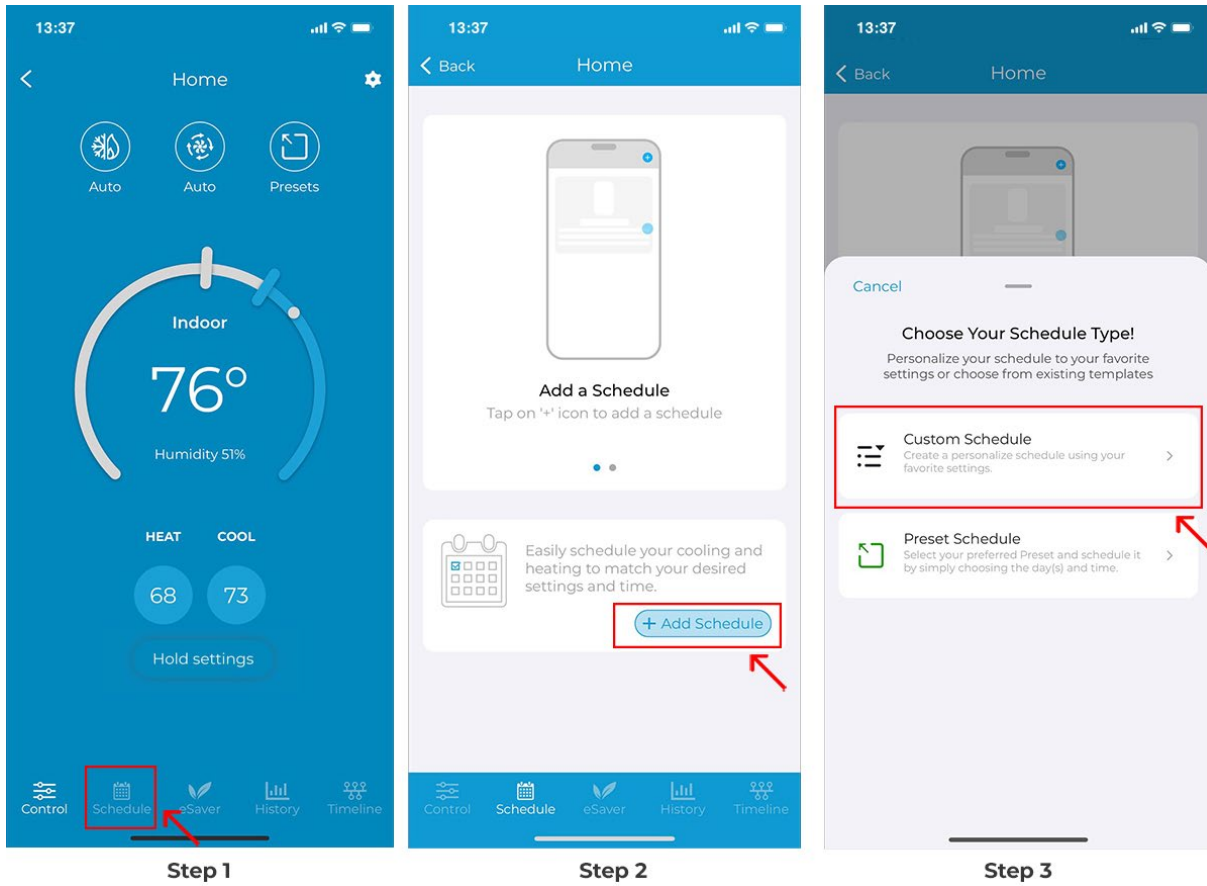 13:37
Home
Auto
Auto
Presets
Indoor
76°
Humidity 51%
HEAT COOL
68 73
Hold settings
Control Schedule eSaver History Timeline
Step 1
13:37
Back Home
Add a Schedule
Tap on '+' icon to add a schedule
Easily schedule your cooling and
heating to match your desired
settings and time.
+ Add Schedule
Control Schedule eSaver History Timeline
Step 2
13:37
Back Home
Cancel
Choose Your Schedule Type!
Personalize your schedule to your favorite
settings or choose from existing templates
Custom Schedule
Create a personalize schedule using your
favorite settings.
Preset Schedule
Select your preferred Preset and schedule it
by simply choosing the day(s) and time.
Step 3